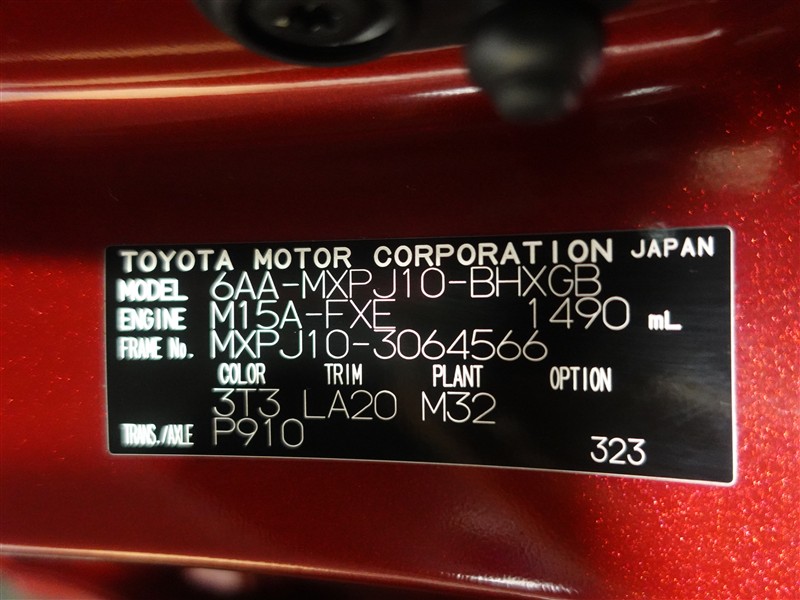 TOYOTA MOTOR CORPORATION JAPAN
MODEL 6AA-MXPJ10-BHXGB
ENGINE M15A-FXE 1490 mL
FRAME No. MXPJ10-3064566
COLOR TRIM PLANT OPTION
3T3 LA20 M32
TRANS./AXLE P910
323